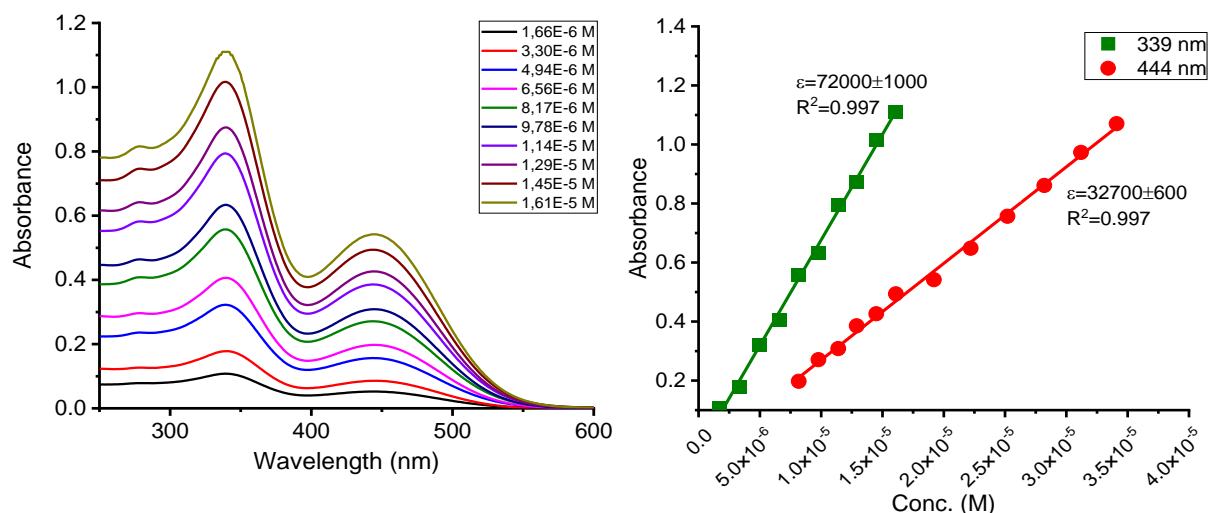 1.2
1.0
0.8
0.6
0.4
0.2
0.0
Absorbance
300
400
500
600
Wavelength (nm)
1,66E-6 M
3,30E-6 M
4,94E-6 M
6,56E-6 M
8,17E-6 M
9,78E-6 M
1,14E-5 M
1,29E-5 M
1,45E-5 M
1,61E-5 M
1.4
1.2
1.0
0.8
0.6
0.4
0.2
Absorbance
339 nm
444 nm
ε=72000±1000
R²=0.997
ε=32700±600
R²=0.997
0.0
5.0×10⁻⁶
1.0×10⁻⁵
1.5×10⁻⁵
2.0×10⁻⁵
2.5×10⁻⁵
3.0×10⁻⁵
3.5×10⁻⁵
4.0×10⁻⁵
Conc. (M)